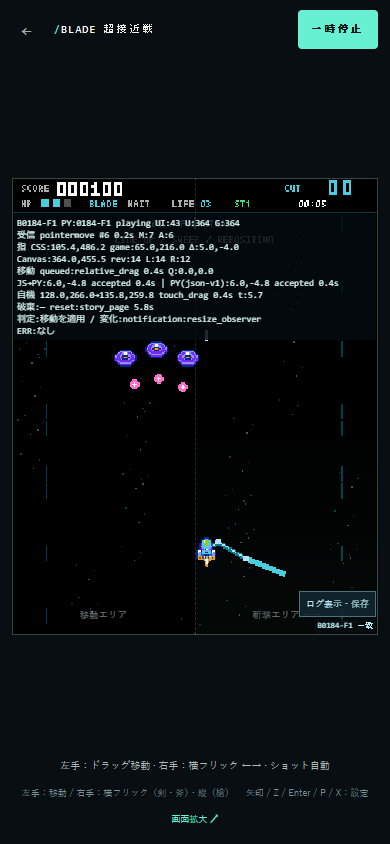 ← /BLADE 超接近戦 一時停止
SCORE 000100 CUT 00
HP BLADE WAIT LIFE 03 ST1 00:05
B0184-F1 PY:0184-F1 playing UI:43 U:364 G:364
受信 pointermove #6 0.2s M:7 A:6
指 CSS:105.4,486.2 game:65.0,216.0 Δ:5.0,-4.0
Canvas:364.0,455.5 rev:14 L:14 R:12
移動 queued:relative_drag 0.4s Q:0.0,0.0
JS→PY:6.0,-4.8 accepted 0.4s | PY(json-v1):6.0,-4.8 accepted 0.4s
自機 128.0,266.0→135.0,259.8 touch_drag 0.4s t:5.7
破棄:— reset:story_page 5.8s
判定:移動を適用 / 変化:notification:resize_observer
ERR:なし
ログ表示・保存
B0184-F1 一致
移動エリア 斬撃エリア
左手：ドラッグ移動・右手：横フリック ←→・ショット自動
左手：移動 / 右手：横フリック（剣・斧）・縦（槍） 矢印 / Z / Enter / P / X：設定
画面拡大 ↗